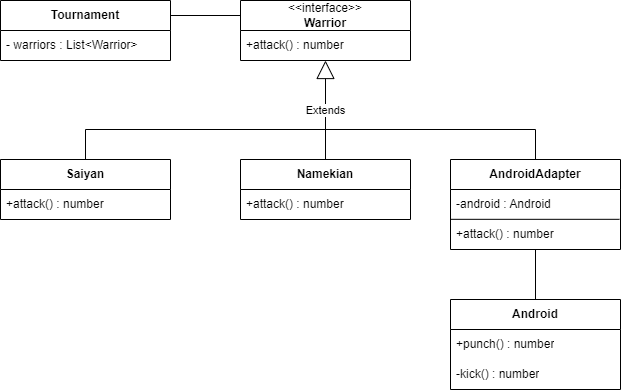 Tournament
- warriors : List<Warrior>
<<interface>>
Warrior
+attack() : number
Extends
Saiyan
+attack() : number
Namekian
+attack() : number
AndroidAdapter
-android : Android
+attack() : number
Android
+punch() : number
-kick() : number